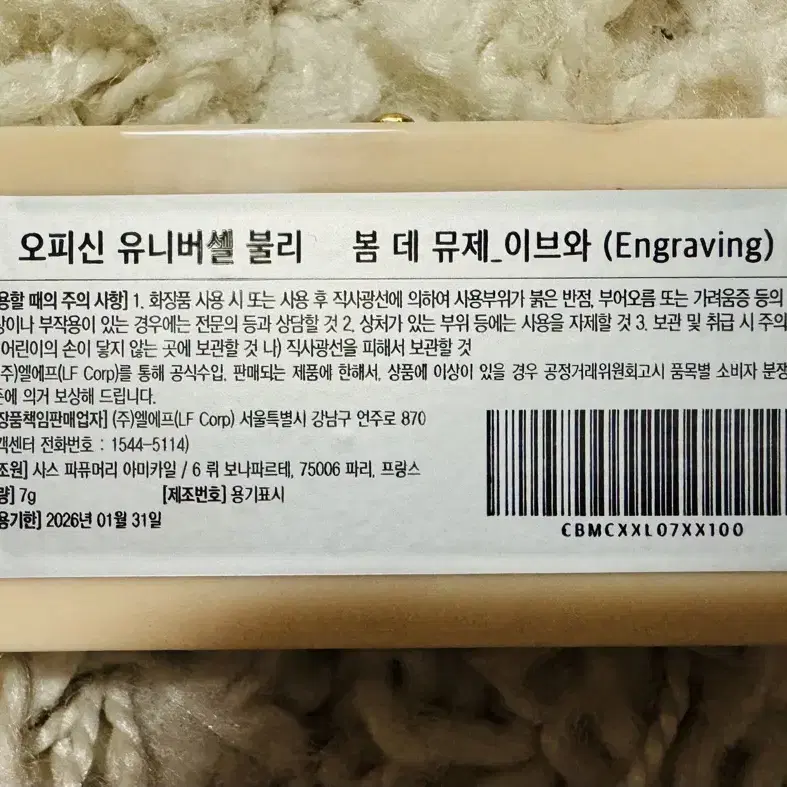 오피신 유니버셀 불리 봄 데 뮤제_이브와 (Engraving)
용할 때의 주의 사항] 1. 화장품 사용 시 또는 사용 후 직사광선에 의하여 사용부위가 붉은 반점, 부어오름 또는 가려움증 등의
상이나 부작용이 있는 경우에는 전문의 등과 상담할 것 2. 상처가 있는 부위 등에는 사용을 자제할 것 3. 보관 및 취급 시 주의
어린이의 손이 닿지 않는 곳에 보관할 것 나) 직사광선을 피해서 보관할 것
주)엘에프(LF Corp)를 통해 공식수입, 판매되는 제품에 한해서, 상품에 이상이 있을 경우 공정거래위원회고시 품목별 소비자 분쟁
준에 의거 보상해 드립니다.
장품책임판매업자] (주)엘에프(LF Corp) 서울특별시 강남구 언주로 870
객센터 전화번호 : 1544-5114)
조원] 사스 파퓨머리 아미카일 / 6 뤼 보나파르테, 75006 파리, 프랑스
량] 7g [제조번호] 용기표시
용기한] 2026년 01월 31일
CBMCXXL07XX100